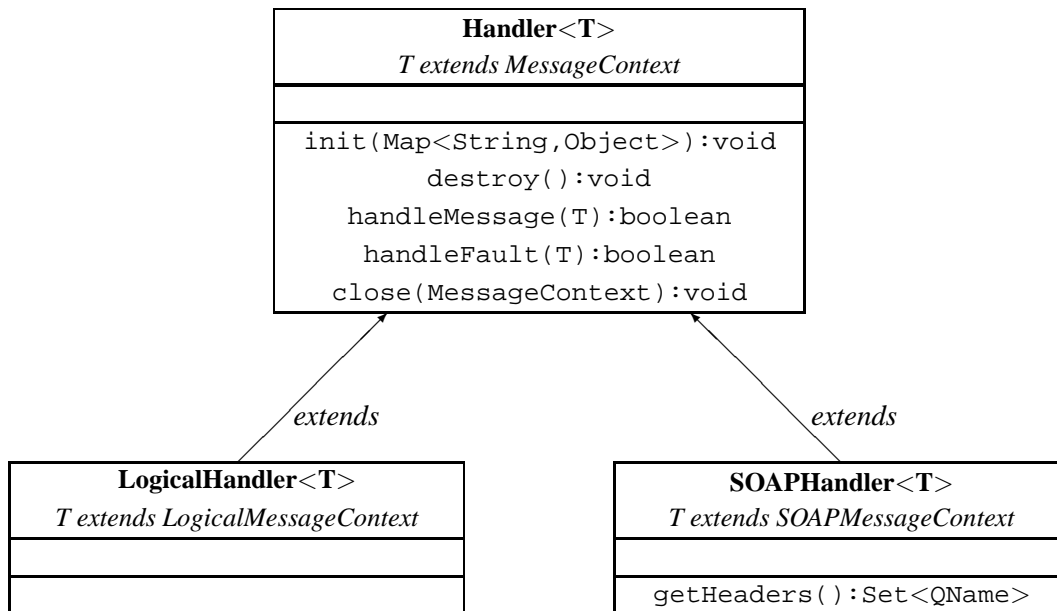 Handler<T>
T extends MessageContext
init(Map<String,Object>):void
destroy():void
handleMessage(T):boolean
handleFault(T):boolean
close(MessageContext):void
extends
extends
LogicalHandler<T>
T extends LogicalMessageContext
SOAPHandler<T>
T extends SOAPMessageContext
getHeaders():Set<QName>